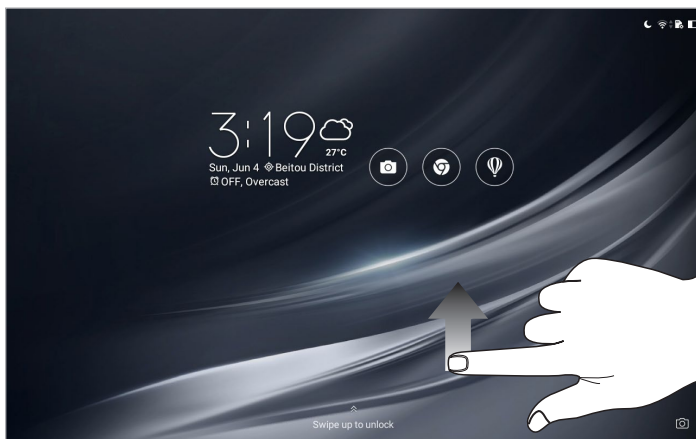 3:19
27°C
Sun, Jun 4 Beitou District
OFF, Overcast
Swipe up to unlock